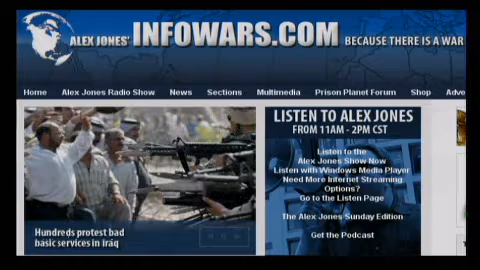 ALEX JONES' INFOWARS.COM BECAUSE THERE IS A WAR
Home Alex Jones Radio Show News Sections Multimedia Prison Planet Forum Shop Adve
LISTEN TO ALEX JONES
FROM 11AM - 2PM CST
Listen to the
Alex Jones Show Now
Listen with Windows Media Player
Need More Internet Streaming
Options?
Go to the Listen Page
The Alex Jones Sunday Edition
Get the Podcast
Hundreds protest bad
basic services in Iraq